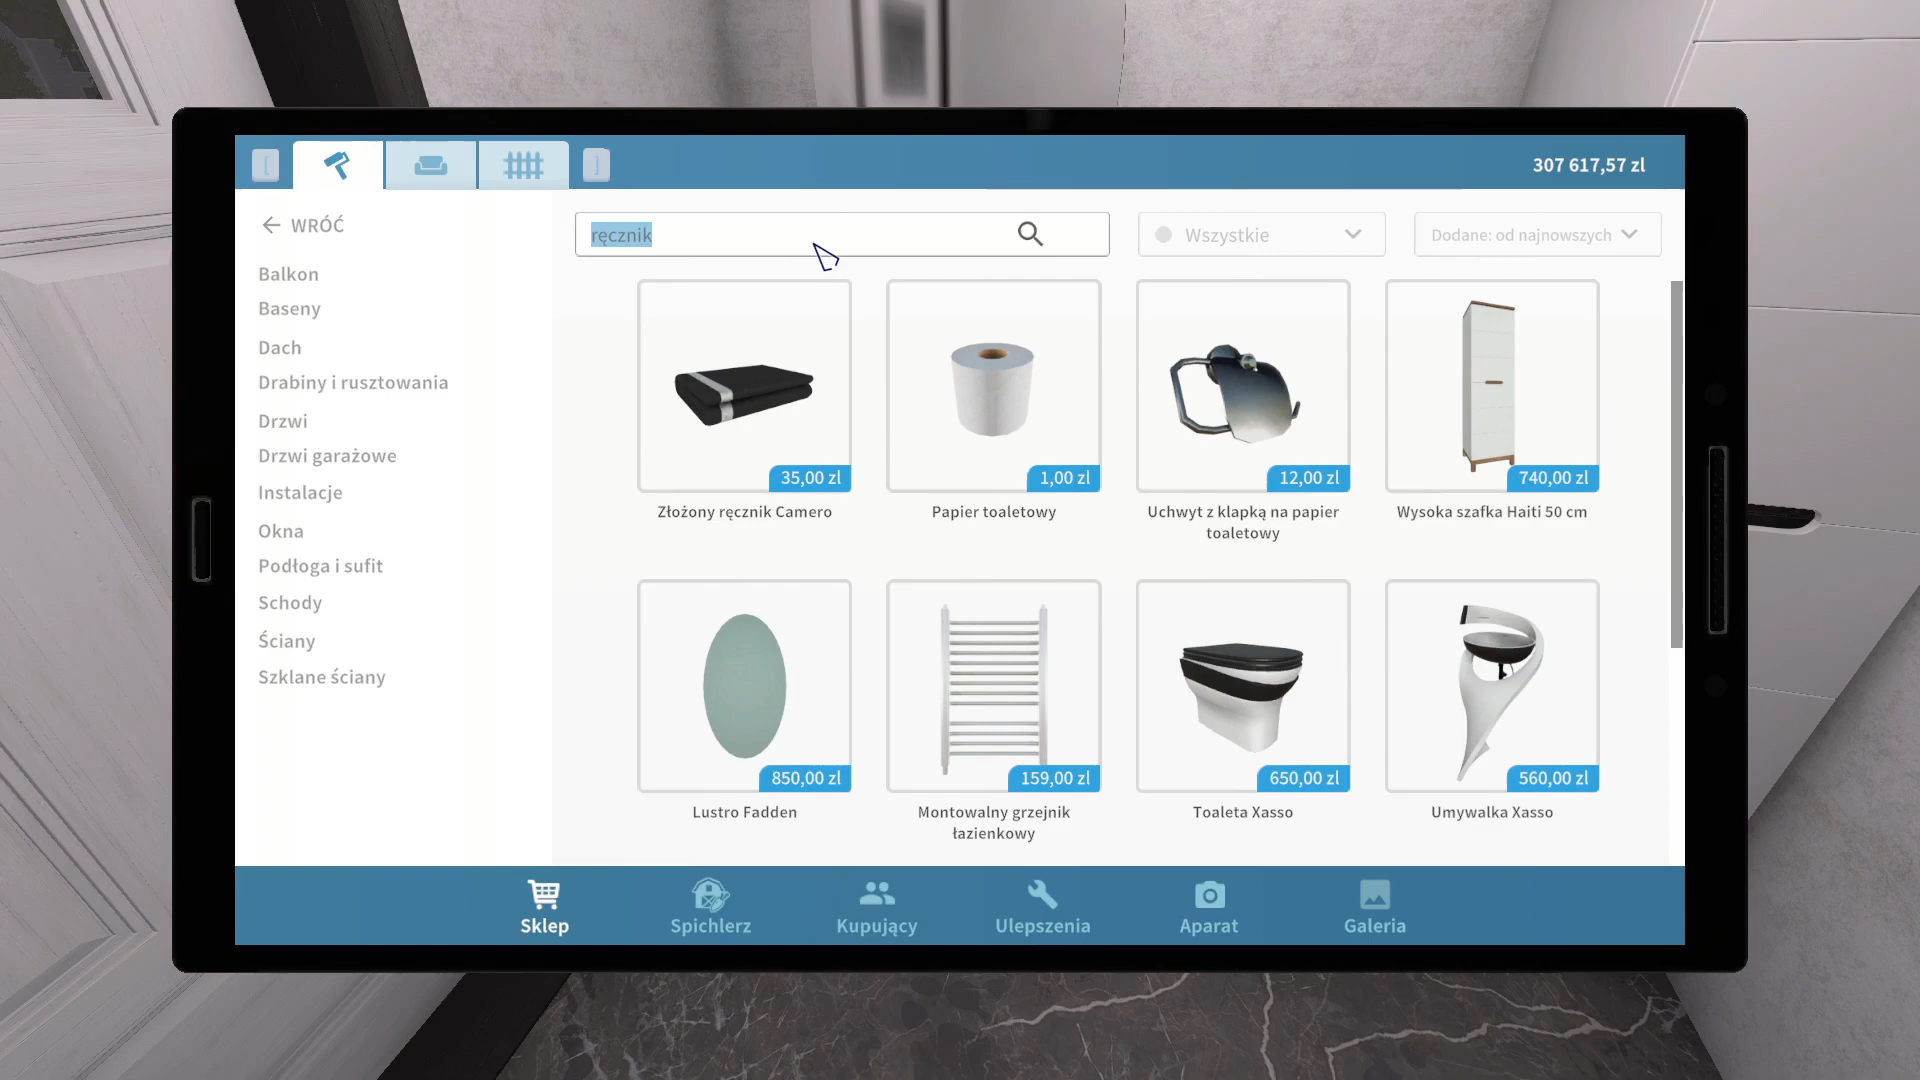 [
]
307 617,57 zl
WRÓĆ
ręcznik
Wszystkie
Dodane: od najnowszych
Balkon
Baseny
Dach
Drabiny i rusztowania
Drzwi
Drzwi garażowe
Instalacje
Okna
Podłoga i sufit
Schody
Ściany
Szklane ściany
35,00 zl
1,00 zl
12,00 zl
740,00 zl
Złożony ręcznik Camero
Papier toaletowy
Uchwyt z klapką na papier
toaletowy
Wysoka szafka Haiti 50 cm
850,00 zl
159,00 zl
650,00 zl
560,00 zl
Lustro Fadden
Montowalny grzejnik
łazienkowy
Toaleta Xasso
Umywalka Xasso
Sklep
Spichlerz
Kupujący
Ulepszenia
Aparat
Galeria